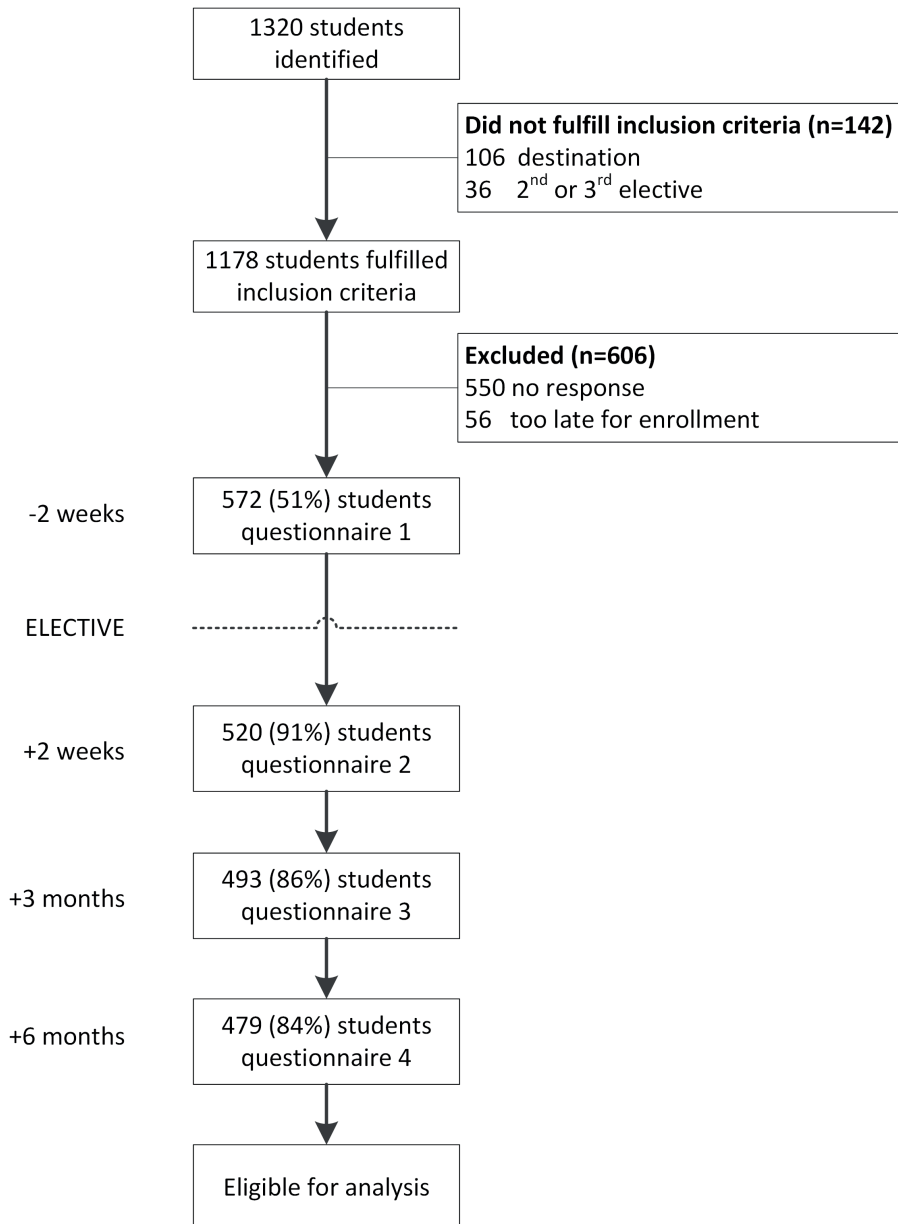 1320 students
identified
Did not fulfill inclusion criteria (n=142)
106 destination
36 2nd or 3rd elective
1178 students fulfilled
inclusion criteria
Excluded (n=606)
550 no response
56 too late for enrollment
-2 weeks
572 (51%) students
questionnaire 1
ELECTIVE
+2 weeks
520 (91%) students
questionnaire 2
+3 months
493 (86%) students
questionnaire 3
+6 months
479 (84%) students
questionnaire 4
Eligible for analysis